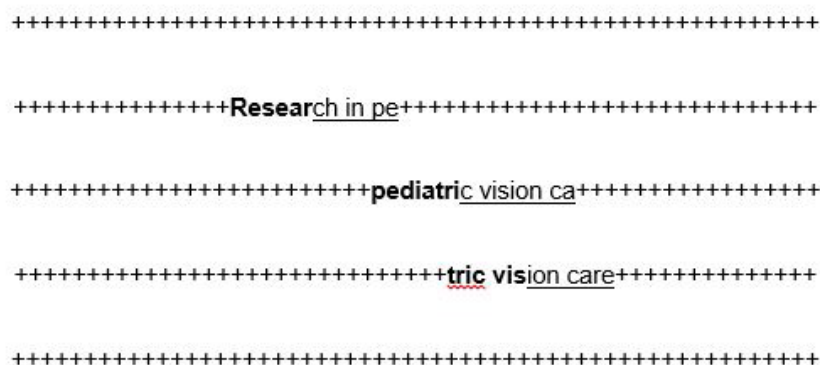 ++++++++++++++++++++++++++++++++++++++++++++++++++++++++
+++++++++++++++Research in pe+++++++++++++++++++++++++++++
+++++++++++++++++++++++++pediatric vision ca+++++++++++++++++
++++++++++++++++++++++++++++++tric vision care++++++++++++++
++++++++++++++++++++++++++++++++++++++++++++++++++++++++